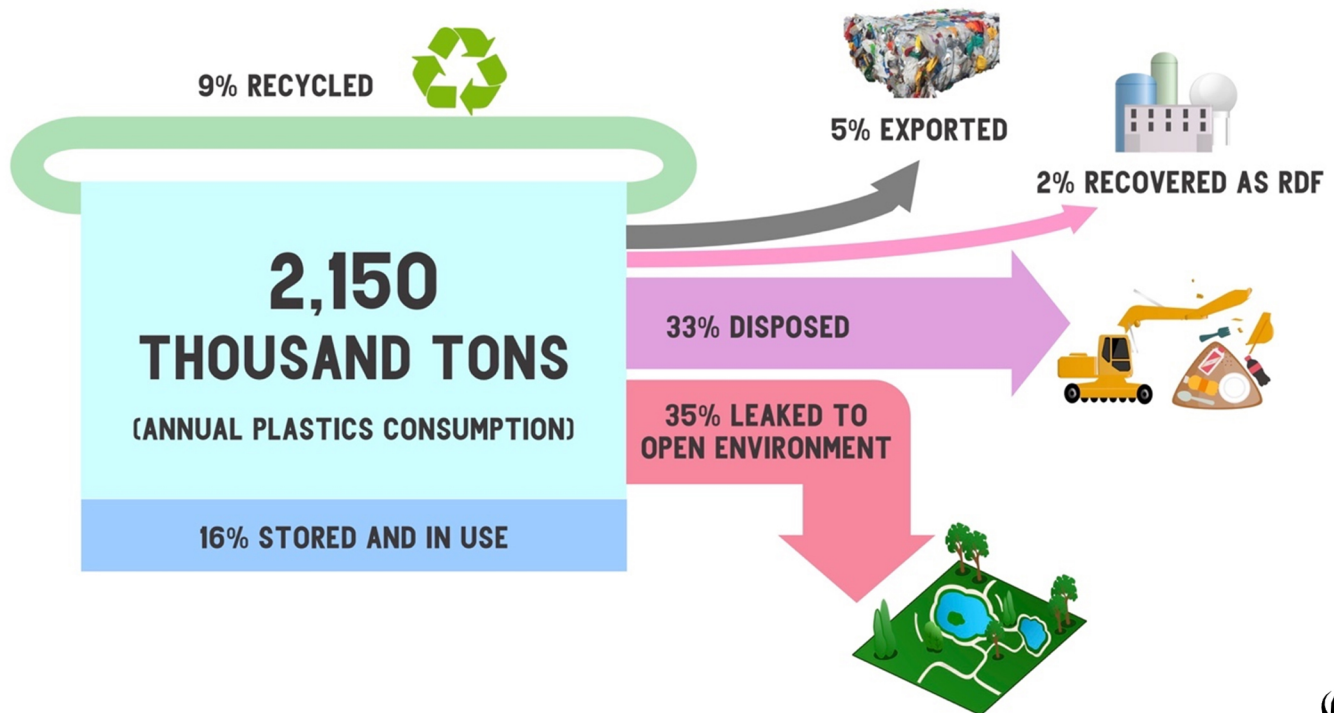 9% RECYCLED
5% EXPORTED
2% RECOVERED AS RDF
2,150
THOUSAND TONS
(ANNUAL PLASTICS CONSUMPTION)
33% DISPOSED
35% LEAKED TO
OPEN ENVIRONMENT
16% STORED AND IN USE